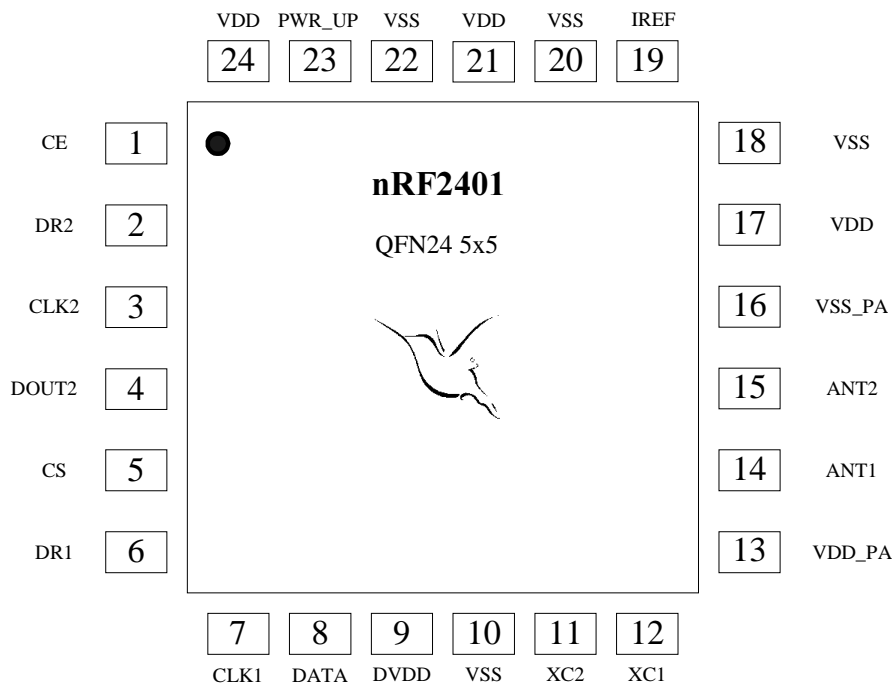 VDD PWR_UP VSS VDD VSS IREF
24 23 22 21 20 19
CE 1 18 VSS
nRF2401
DR2 2 17 VDD
QFN24 5x5
CLK2 3 16 VSS_PA
DOUT2 4 15 ANT2
CS 5 14 ANT1
DR1 6 13 VDD_PA
7 8 9 10 11 12
CLK1 DATA DVDD VSS XC2 XC1